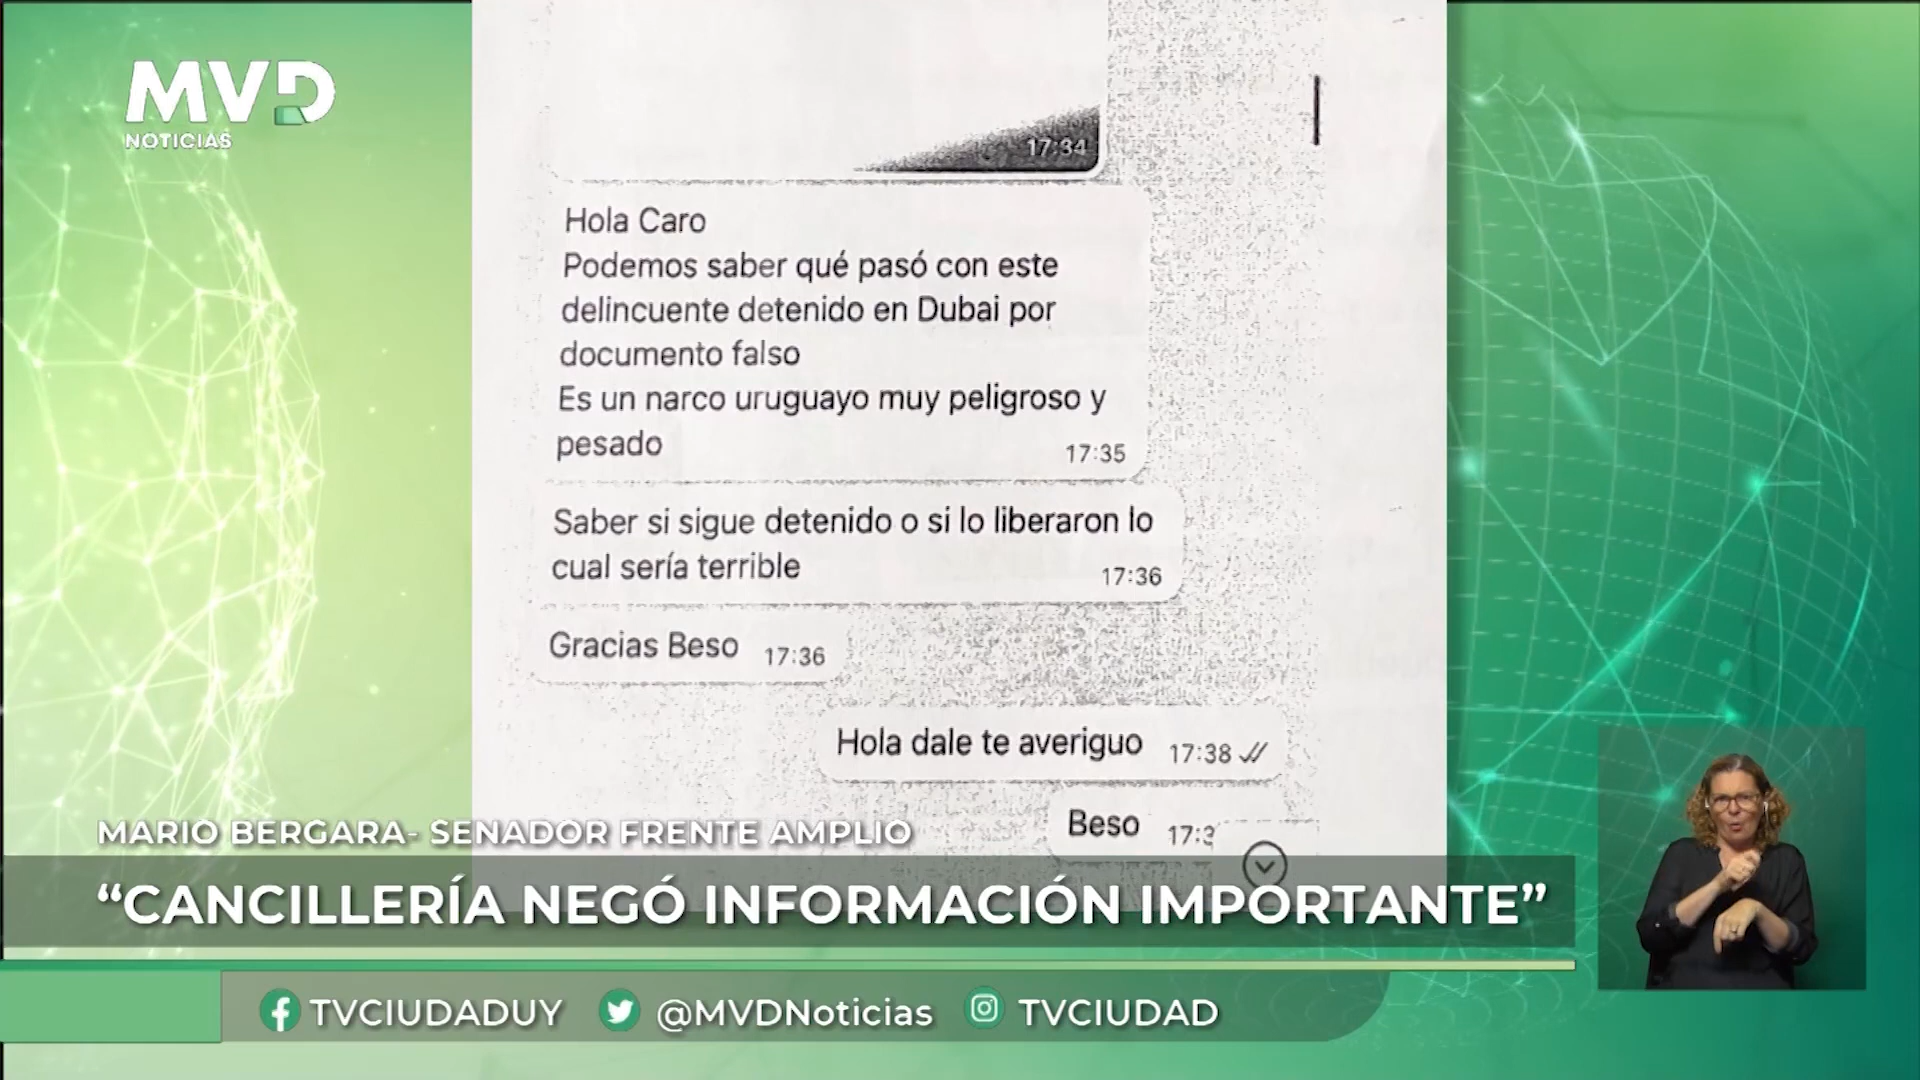 MVD
NOTICIAS
17:34
Hola Caro
Podemos saber qué pasó con este
delincuente detenido en Dubai por
documento falso
Es un narco uruguayo muy peligroso y
pesado
17:35
Saber si sigue detenido o si lo liberaron lo
cual sería terrible
17:36
Gracias Beso 17:36
Hola dale te averiguo 17:38
Beso
MARIO BERGARA- SENADOR FRENTE AMPLIO
“CANCILLERÍA NEGÓ INFORMACIÓN IMPORTANTE”
TVCIUDADUY @MVDNoticias TVCIUDAD